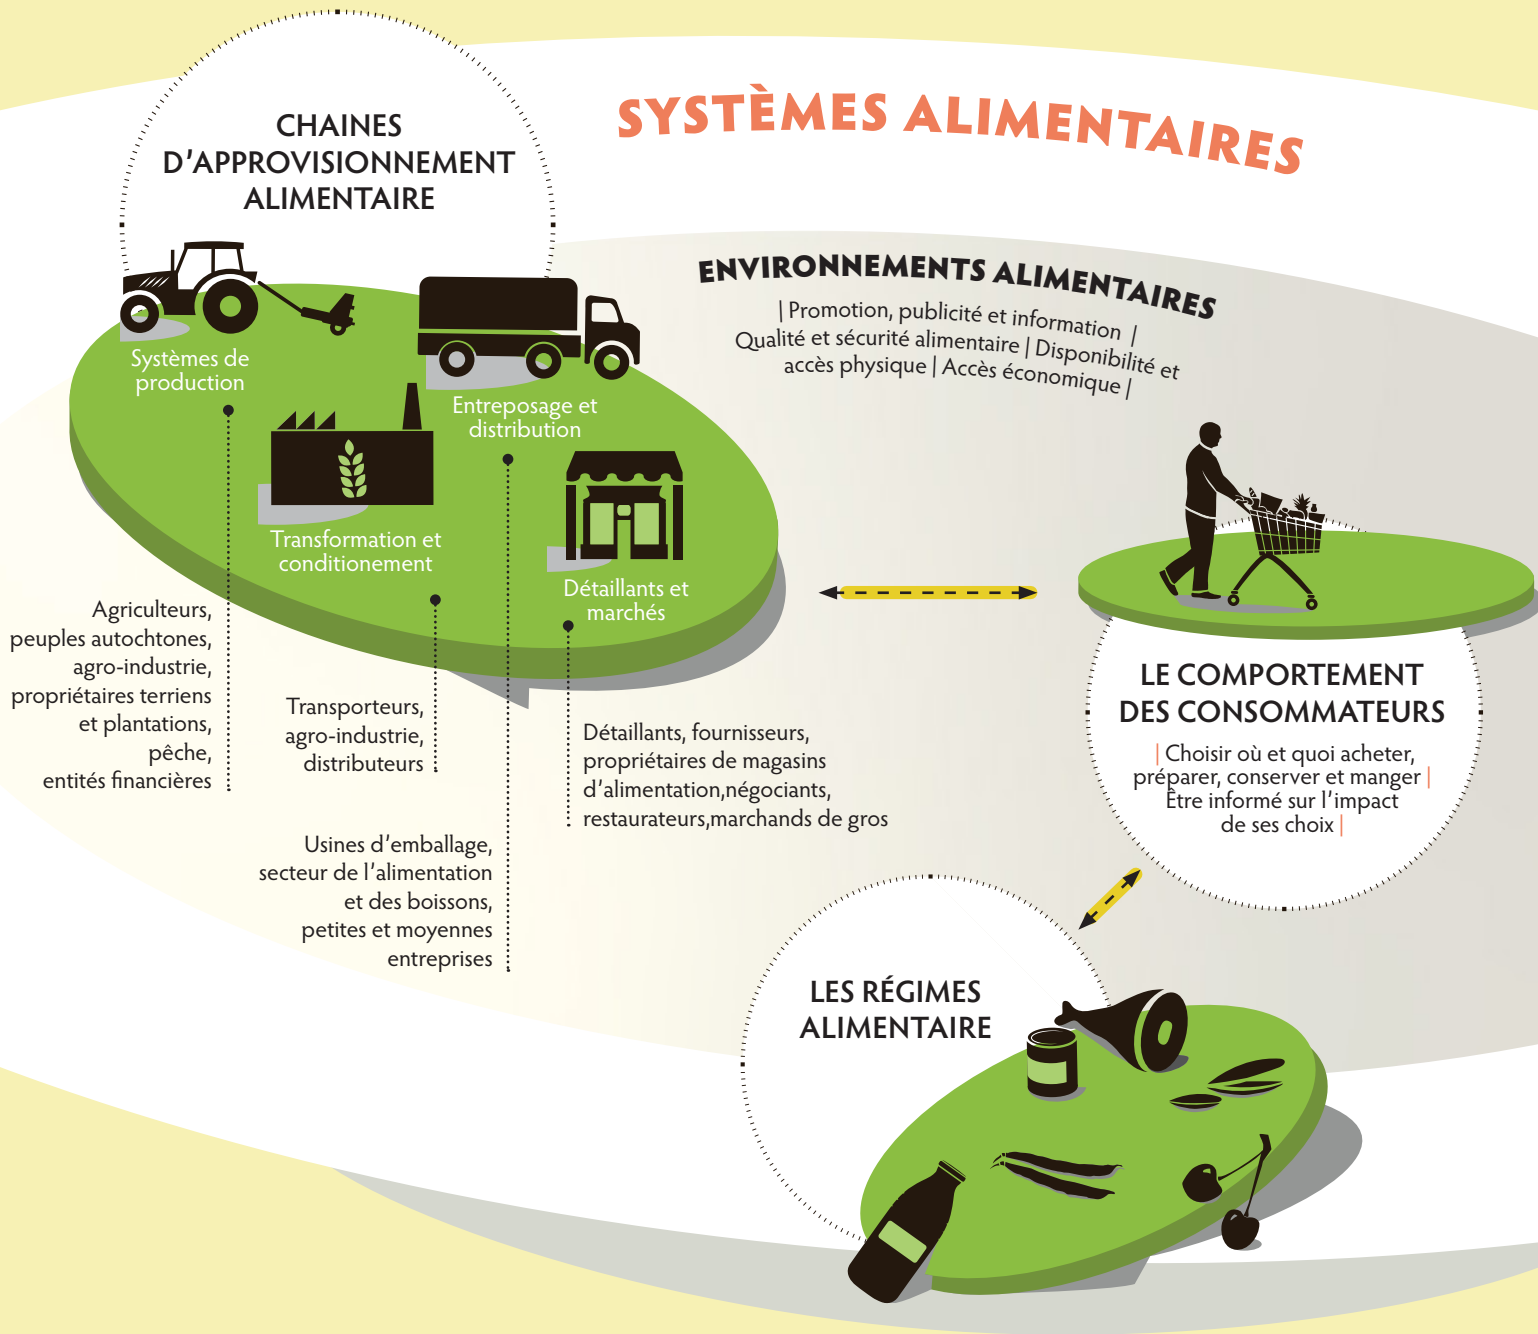 SYSTÈMES ALIMENTAIRES
CHAINES
D'APPROVISIONNEMENT
ALIMENTAIRE
ENVIRONNEMENTS ALIMENTAIRES
| Promotion, publicité et information |
Qualité et sécurité alimentaire | Disponibilité et
accès physique | Accès économique |
Systèmes de
production
Entreposage et
distribution
Transformation et
conditionement
Détaillants et
marchés
Agriculteurs,
peuples autochtones,
agro-industrie,
propriétaires terriens
et plantations,
pêche,
entités financières
Transporteurs,
agro-industrie,
distributeurs
Usines d'emballage,
secteur de l'alimentation
et des boissons,
petites et moyennes
entreprises
Détaillants, fournisseurs,
propriétaires de magasins
d'alimentation,négociants,
restaurateurs,marchands de gros
LE COMPORTEMENT
DES CONSOMMATEURS
| Choisir où et quoi acheter,
préparer, conserver et manger |
Être informé sur l'impact
de ses choix |
LES RÉGIMES
ALIMENTAIRE